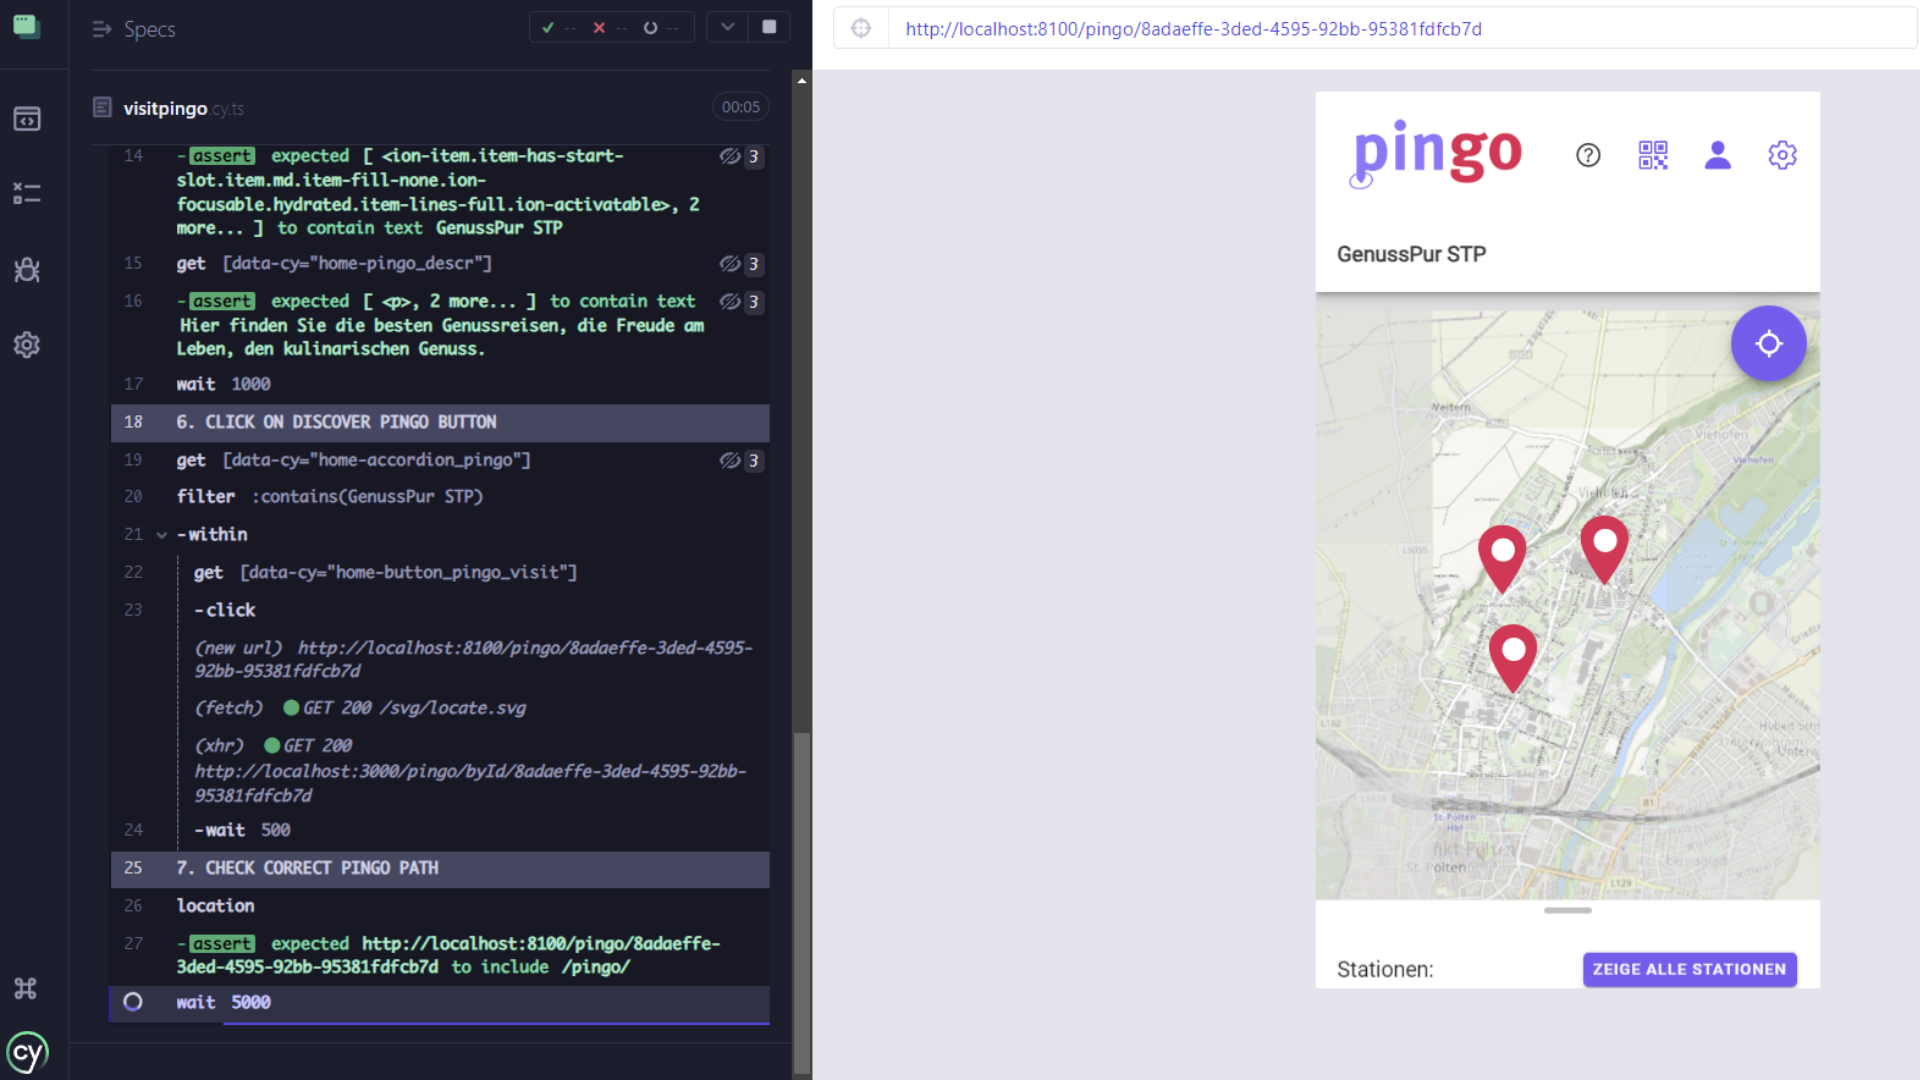 Specs
-- -- --
visitpingo.cy.ts
00:05
14 -assert expected [ <ion-item.item-has-start-
slot.item.md.item-fill-none.ion-
focusable.hydrated.item-lines-full.ion-activatable>, 2
more... ] to contain text GenussPur STP
3
15 get [data-cy="home-pingo_descr"]
3
16 -assert expected [ <p>, 2 more... ] to contain text
Hier finden Sie die besten Genussreisen, die Freude am
Leben, den kulinarischen Genuss.
3
17 wait 1000
18 6. CLICK ON DISCOVER PINGO BUTTON
19 get [data-cy="home-accordion_pingo"]
3
20 filter :contains(GenussPur STP)
21 -within
22 get [data-cy="home-button_pingo_visit"]
23 -click
(new url) http://localhost:8100/pingo/8adaeffe-3ded-4595-
92bb-95381fdfcb7d
(fetch) GET 200 /svg/locate.svg
(xhr) GET 200
http://localhost:3000/pingo/byId/8adaeffe-3ded-4595-92bb-
95381fdfcb7d
24 -wait 500
25 7. CHECK CORRECT PINGO PATH
26 location
27 -assert expected http://localhost:8100/pingo/8adaeffe-
3ded-4595-92bb-95381fdfcb7d to include /pingo/
wait 5000
cy
http://localhost:8100/pingo/8adaeffe-3ded-4595-92bb-95381fdfcb7d
pingo
GenussPur STP
Weitern
Viehofen
Viehofen
Viehofen
L5055
B1
St. Pölten
Hbf
St. Pölten
L129
Stationen:
ZEIGE ALLE STATIONEN